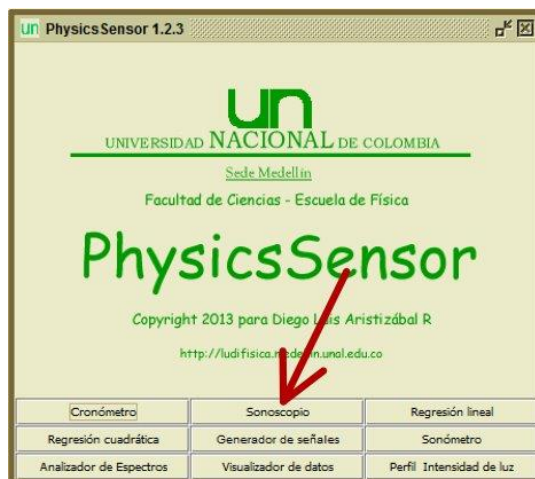 un PhysicsSensor 1.2.3
un
UNIVERSIDAD NACIONAL DE COLOMBIA
Sede Medellín
Facultad de Ciencias - Escuela de Física
PhysicsSensor
Copyright 2013 para Diego Luis Aristizábal R
http://ludifisica.medellin.unal.edu.co
Cronómetro Sonoscopio Regresión lineal
Regresión cuadrática Generador de señales Sonómetro
Analizador de Espectros Visualizador de datos Perfil Intensidad de luz